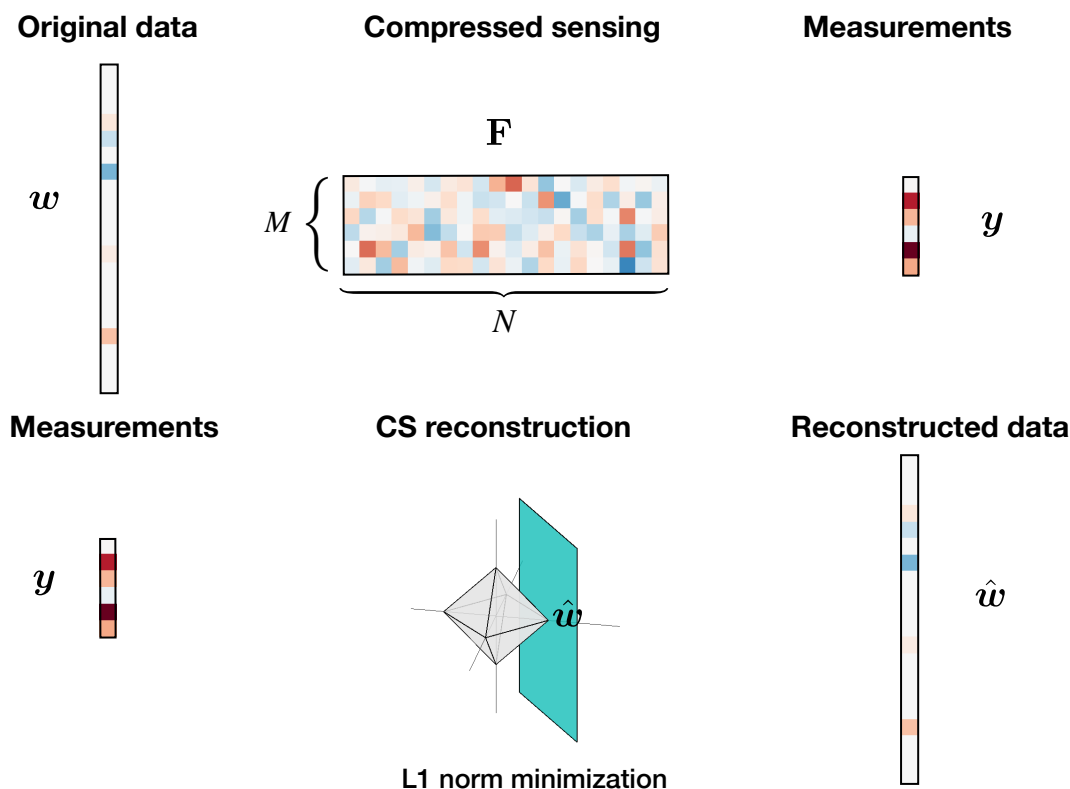 Original data
Compressed sensing
Measurements
F
w
M
y
N
Measurements
CS reconstruction
Reconstructed data
y
ŵ
ŵ
L1 norm minimization